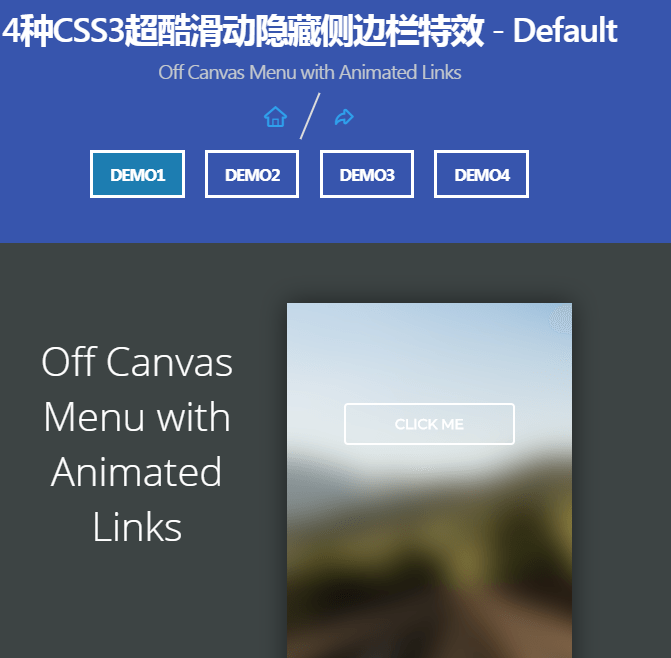 4种CSS3超酷滑动隐藏侧边栏特效 - Default
Off Canvas Menu with Animated Links
DEMO1 DEMO2 DEMO3 DEMO4
Off Canvas
Menu with
Animated
Links
CLICK ME